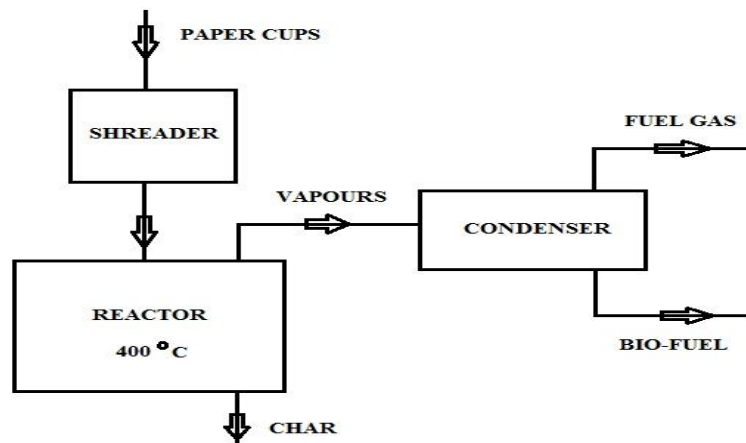 PAPER CUPS
SHREADER
FUEL GAS
VAPOURS
CONDENSER
REACTOR
400 °C
BIO-FUEL
CHAR